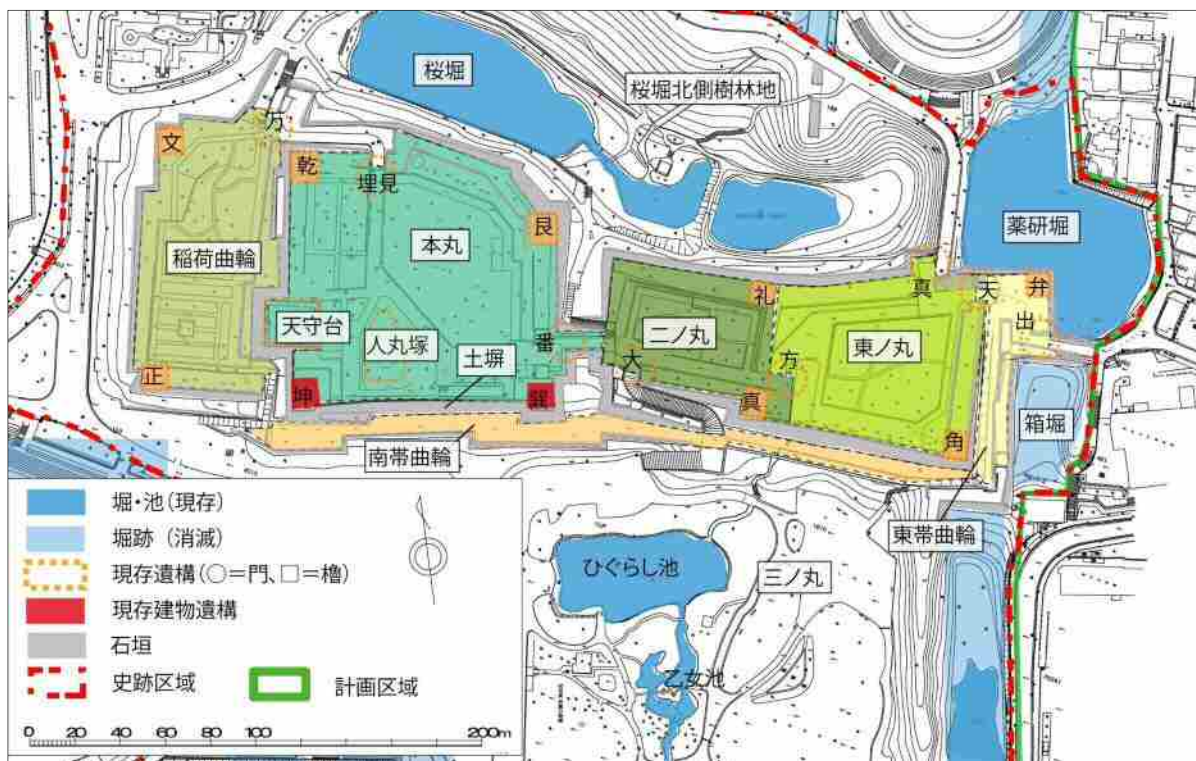 桜堀
桜堀北側樹林地
文
万
乾
埋見
艮
薬研堀
稲荷曲輪
本丸
真
天
弁
出
礼
天守台
人丸塚
番
二ノ丸
東ノ丸
土塀
大
方
正
坤
巽
真
角
箱堀
南帯曲輪
東帯曲輪
ひぐらし池
三ノ丸
乙女池
堀・池(現存)
堀跡 (消滅)
現存遺構(○=門、□=櫓)
現存建物遺構
石垣
史跡区域
計画区域
0 20 40 60 80 100 200m